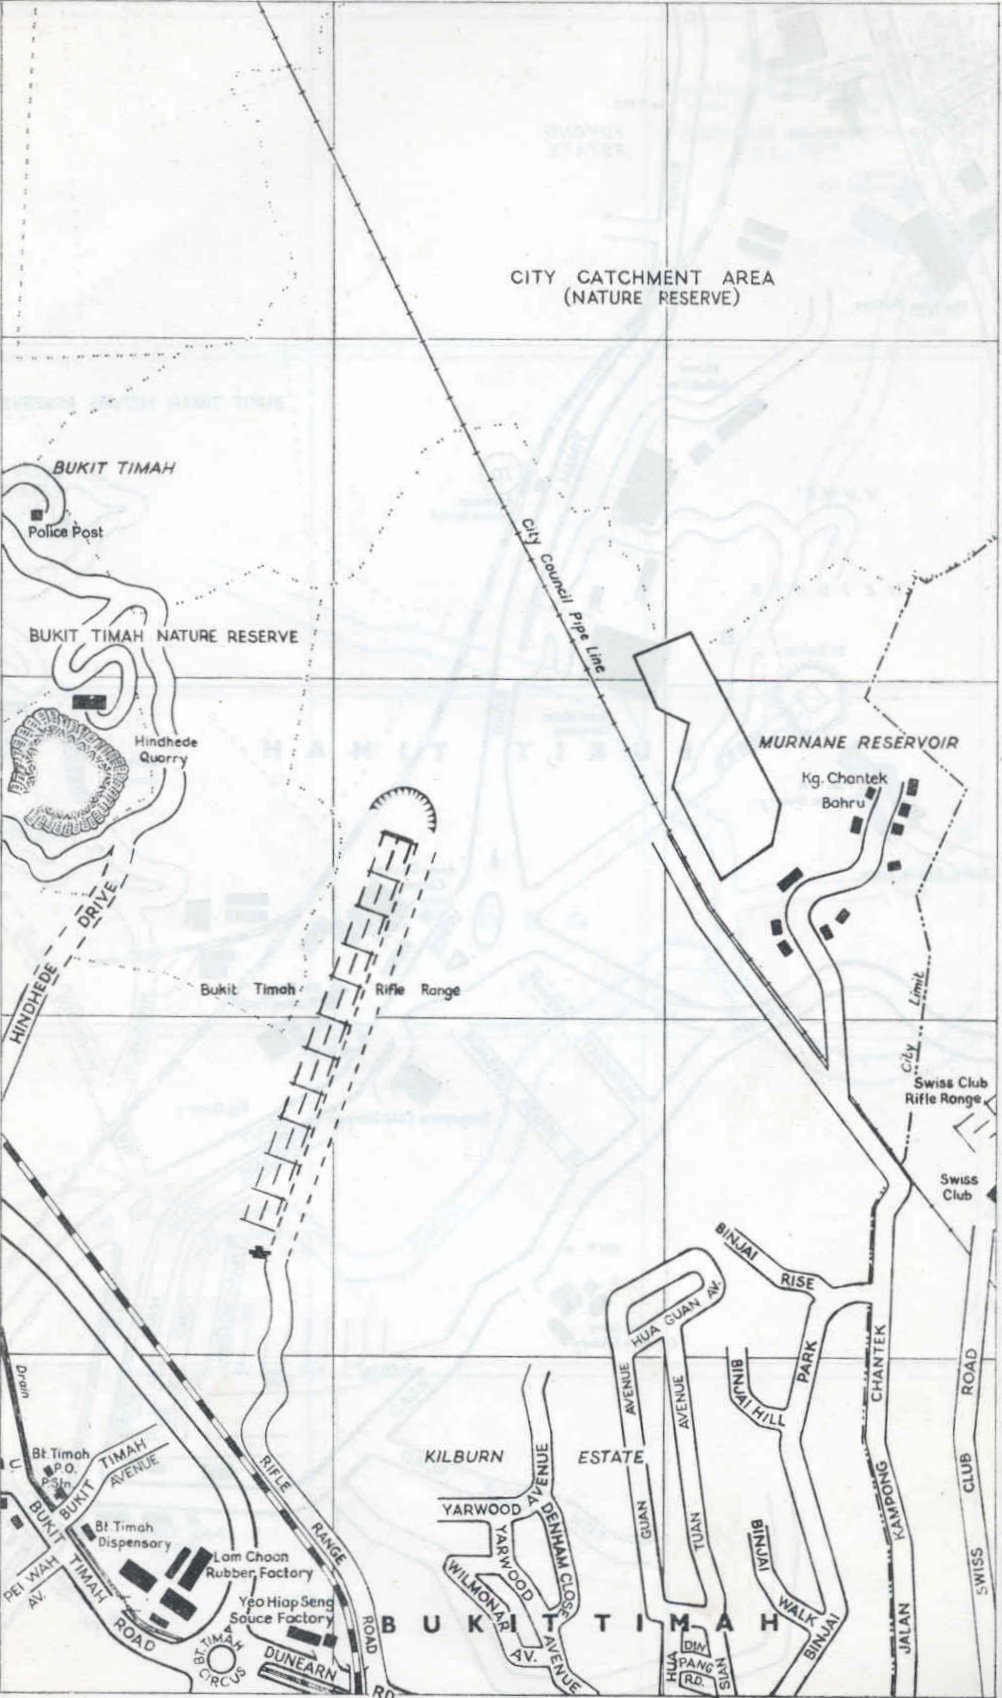 CITY CATCHMENT AREA
(NATURE RESERVE)
BUKIT TIMAH
Police Post
City Council Pipe Line
BUKIT TIMAH NATURE RESERVE
Hindhede
Quarry
MURNANE RESERVOIR
Kg. Chantek
Bahru
HINDHEDE DRIVE
Bukit Timah Rifle Range
City Limit
Swiss Club
Rifle Range
Swiss
Club
BINJAI RISE
HUA GUAN AV.
Drain
BINJAI HILL
PARK
KILBURN ESTATE
Bt. Timah
P.O.
P. Stn.
BUKIT TIMAH
AVENUE
RIFLE RANGE ROAD
YARWOOD AVENUE
YARWOOD
DENHAM CLOSE
WILMONAR AV.
AVENUE
HUA GUAN AVENUE
SIAN TUAN AVENUE
BINJAI WALK
BINJAI
JALAN KAMPONG CHANTEK
SWISS CLUB ROAD
Bt. Timah
Dispensary
BUKIT TIMAH ROAD
PEI WAH
AV.
Lam Choon
Rubber Factory
Yeo Hiap Seng
Sauce Factory
BUKIT TIMAH
BT. TIMAH
CIRCUS
DUNEARN RD
DIN
PANG
RD.